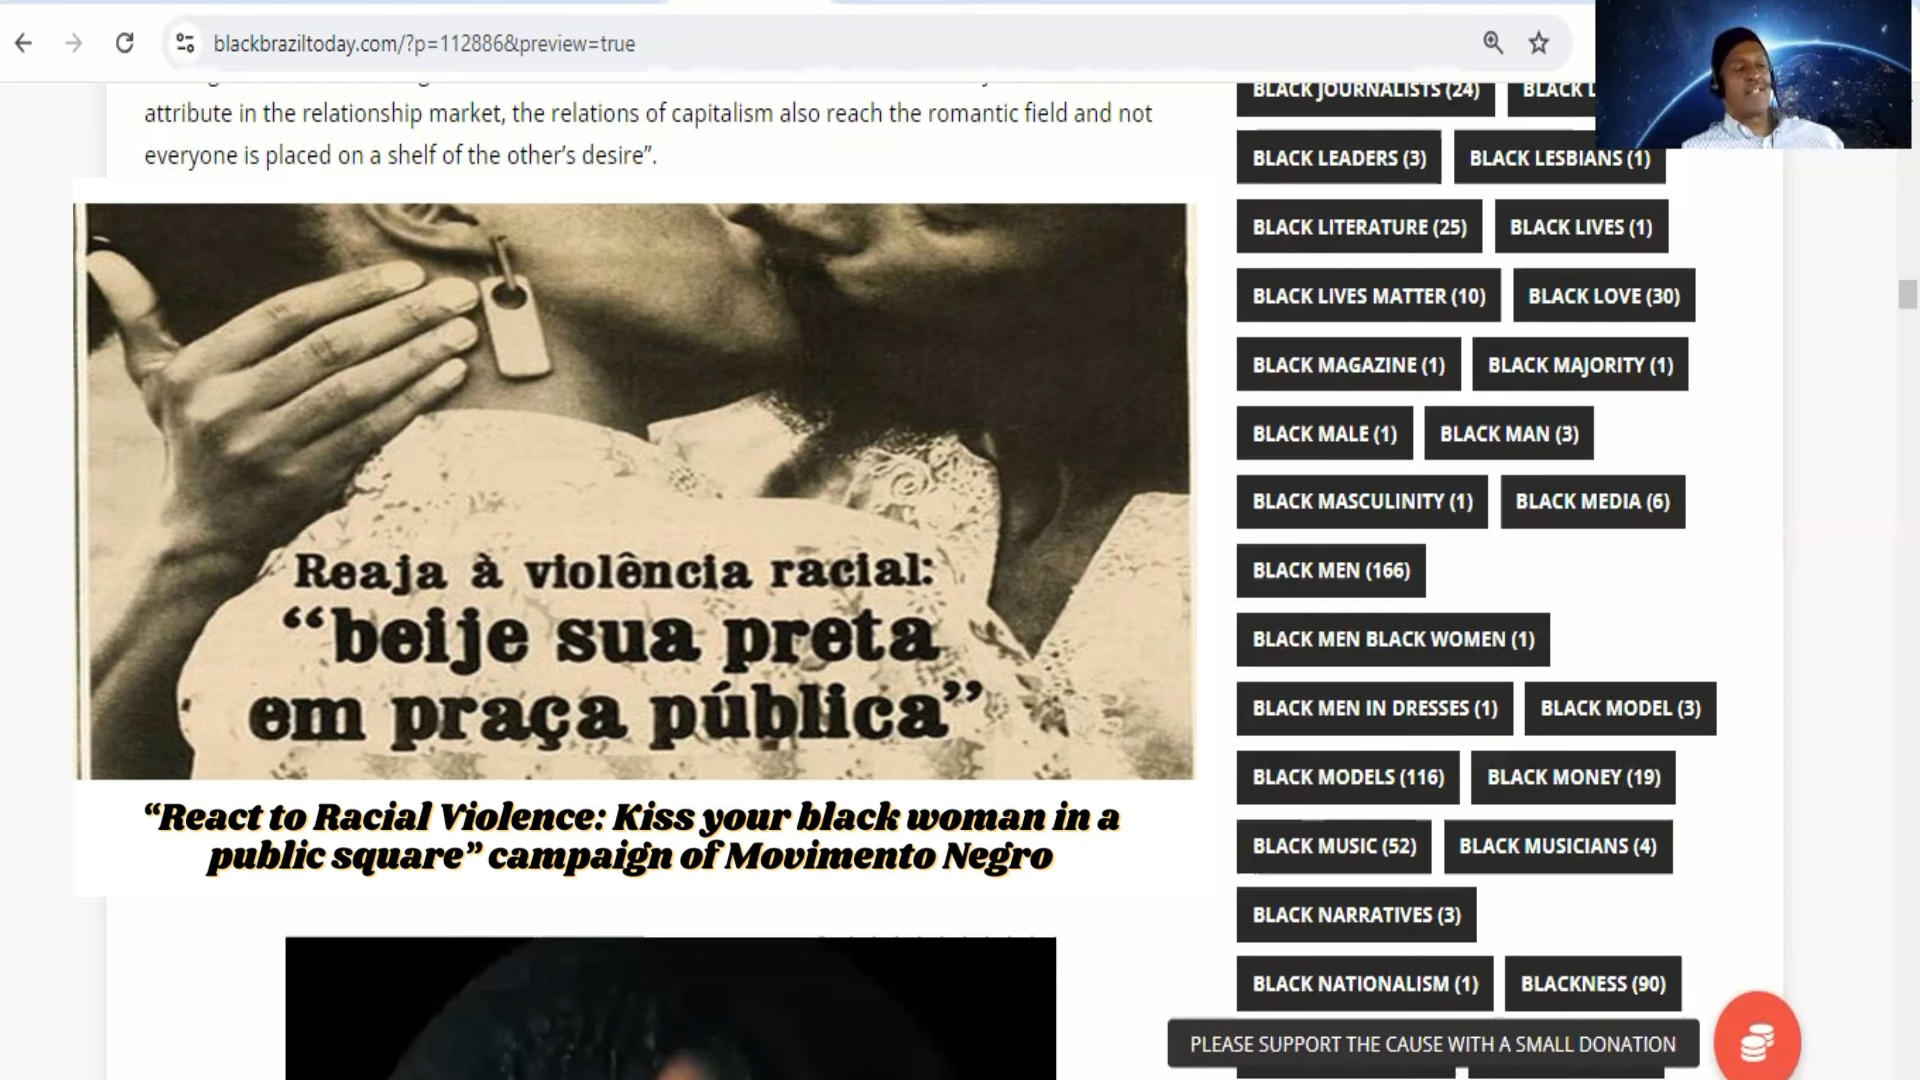 blackbraziltoday.com/?p=112886&preview=true
attribute in the relationship market, the relations of capitalism also reach the romantic field and not
everyone is placed on a shelf of the other’s desire”.
Reaja à violência racial:
“beije sua preta
em praça pública”
“React to Racial Violence: Kiss your black woman in a
public square” campaign of Movimento Negro
BLACK JOURNALISTS (24) BLACK
BLACK LEADERS (3) BLACK LESBIANS (1)
BLACK LITERATURE (25) BLACK LIVES (1)
BLACK LIVES MATTER (10) BLACK LOVE (30)
BLACK MAGAZINE (1) BLACK MAJORITY (1)
BLACK MALE (1) BLACK MAN (3)
BLACK MASCULINITY (1) BLACK MEDIA (6)
BLACK MEN (166)
BLACK MEN BLACK WOMEN (1)
BLACK MEN IN DRESSES (1) BLACK MODEL (3)
BLACK MODELS (116) BLACK MONEY (19)
BLACK MUSIC (52) BLACK MUSICIANS (4)
BLACK NARRATIVES (3)
BLACK NATIONALISM (1) BLACKNESS (90)
PLEASE SUPPORT THE CAUSE WITH A SMALL DONATION